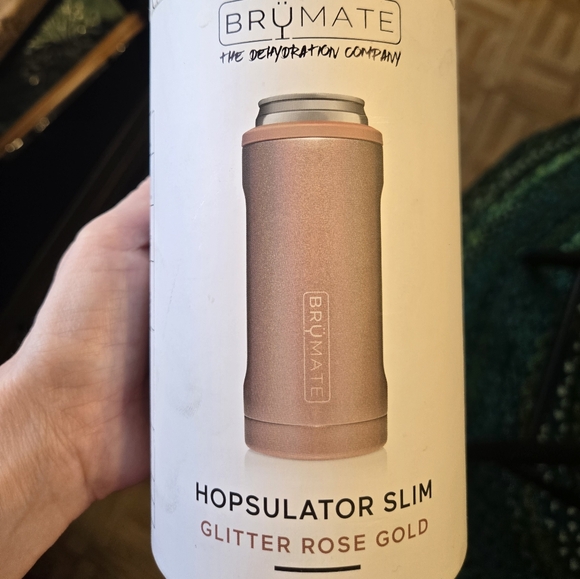 BRÜMATE
THE DEHYDRATION COMPANY
BRÜMATE
HOPSULATOR SLIM
GLITTER ROSE GOLD